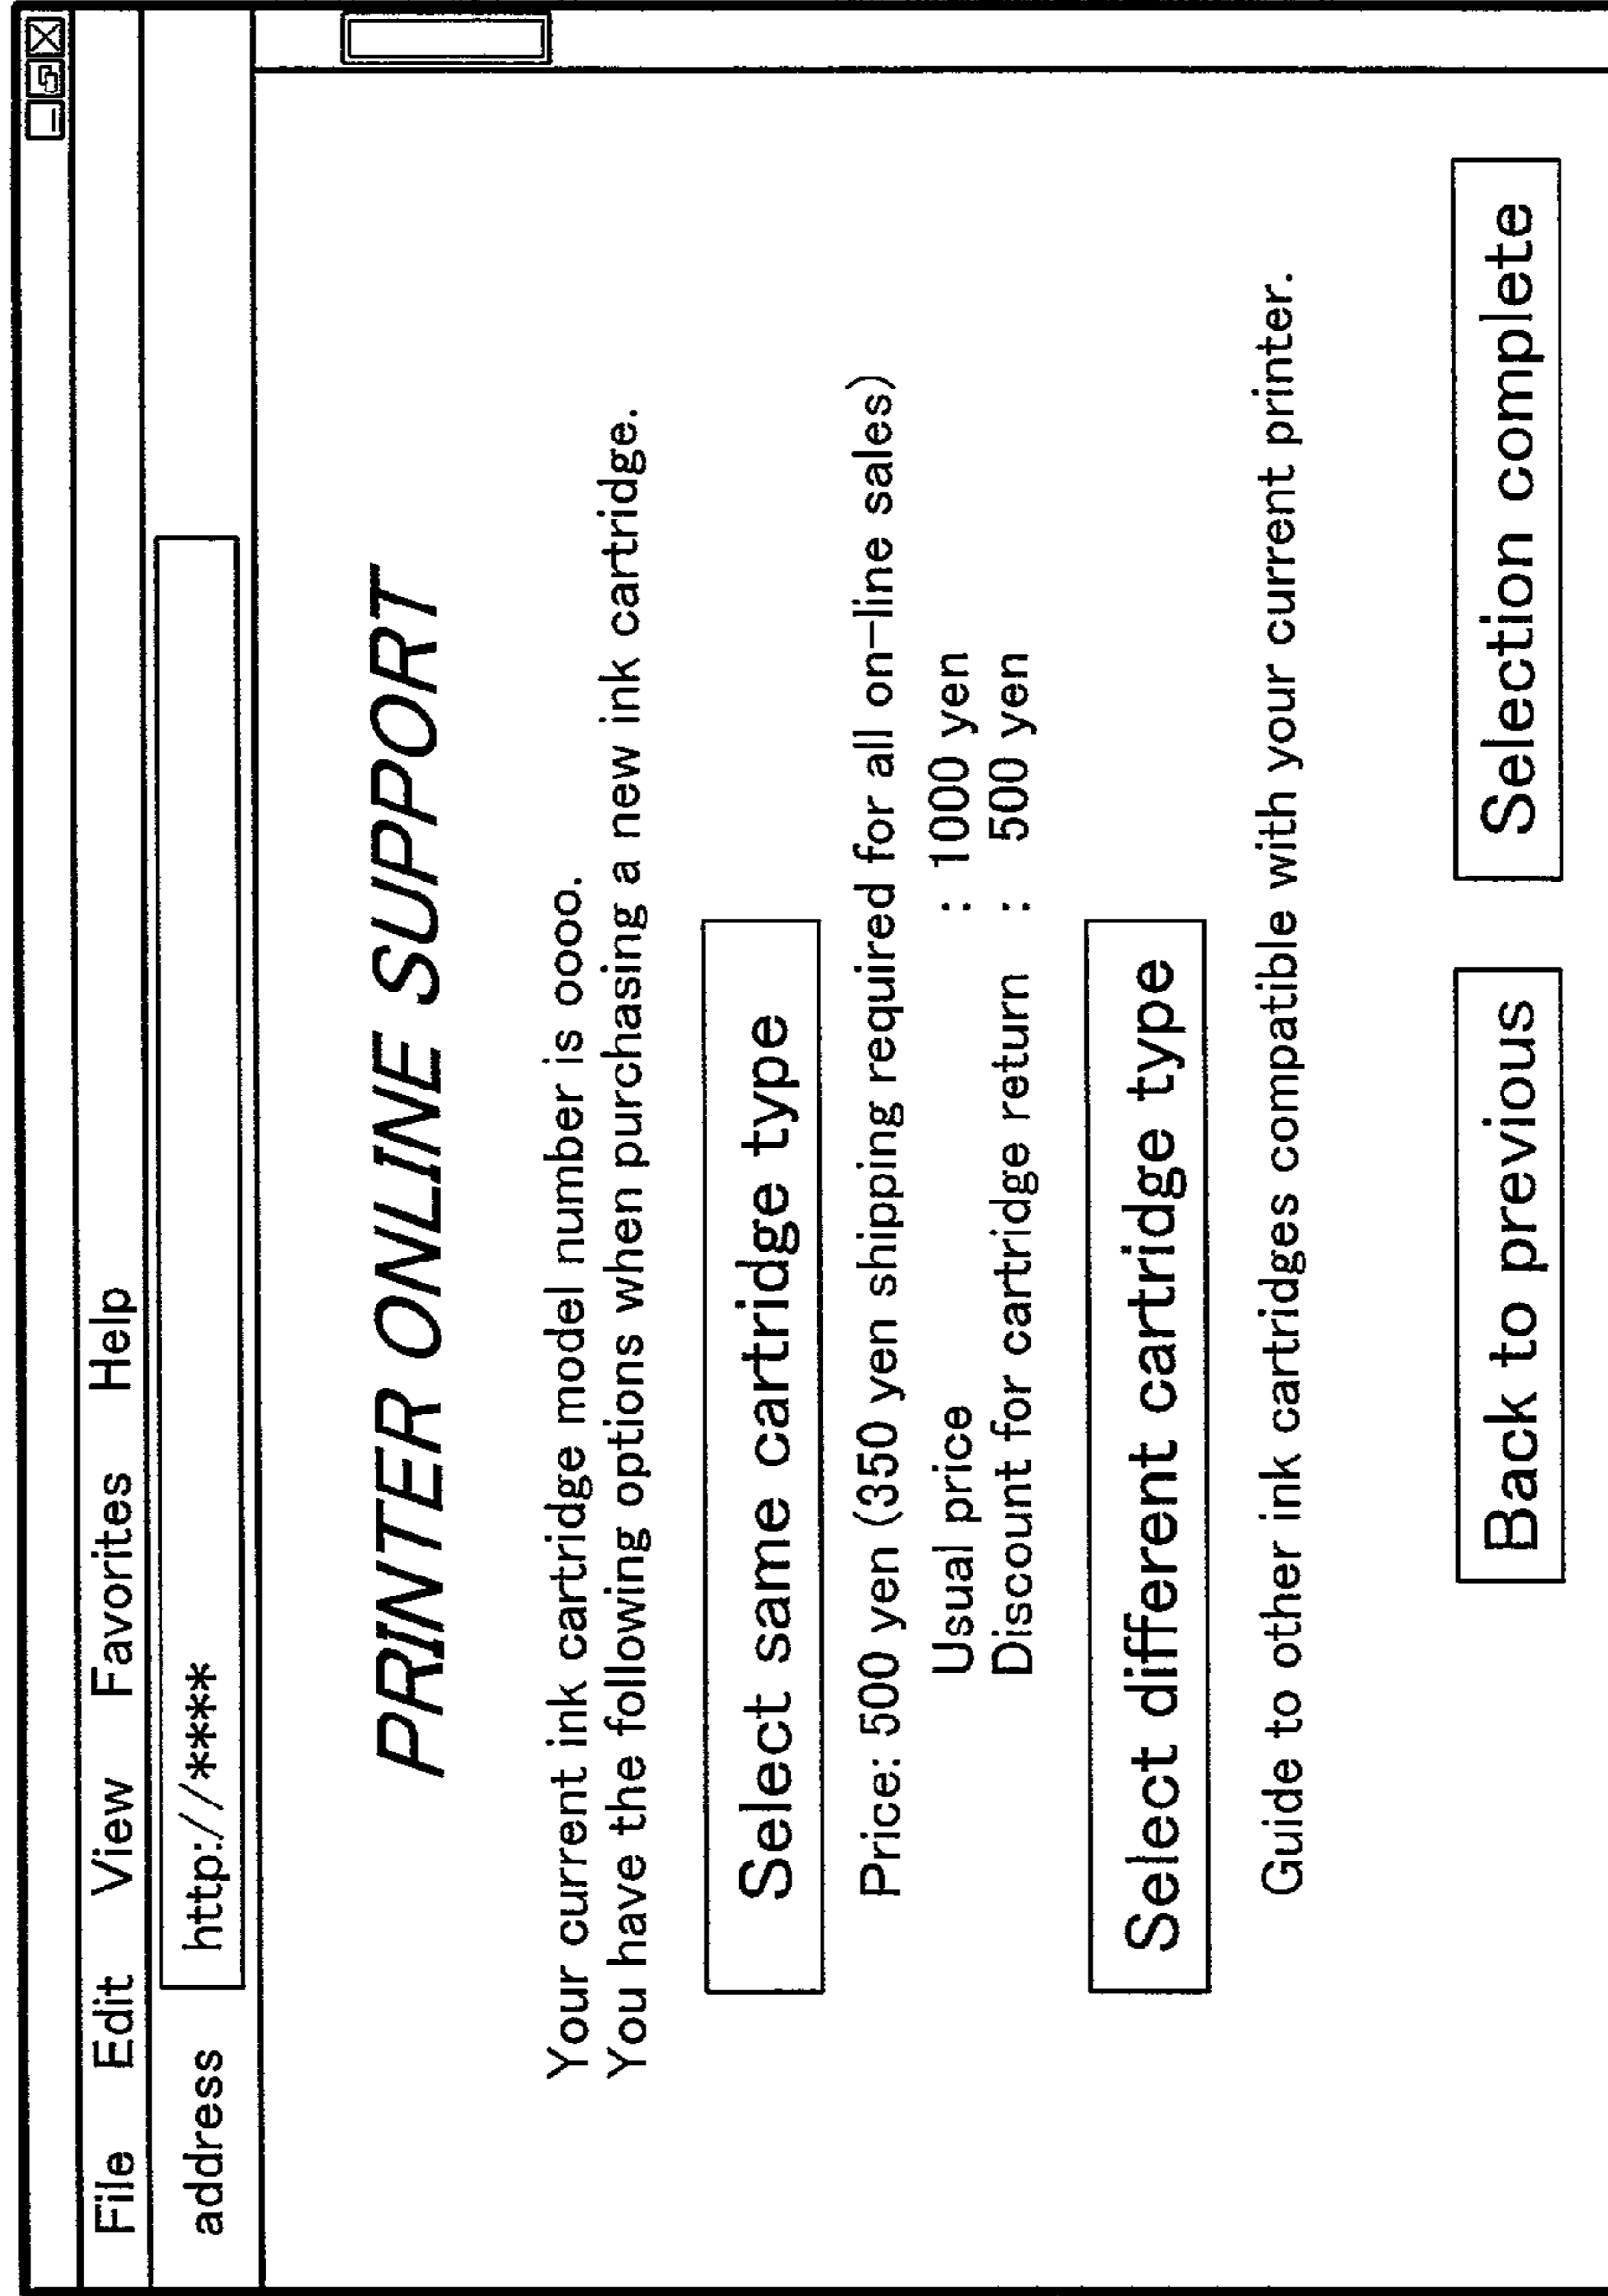 File Edit View Favorites Help
address http://****
PRINTER ONLINE SUPPORT
Your current ink cartridge model number is oooo.
You have the following options when purchasing a new ink cartridge.
Select same cartridge type
Price: 500 yen (350 yen shipping required for all on-line sales)
Usual price : 1000 yen
Discount for cartridge return : 500 yen
Select different cartridge type
Guide to other ink cartridges compatible with your current printer.
Back to previous Selection complete